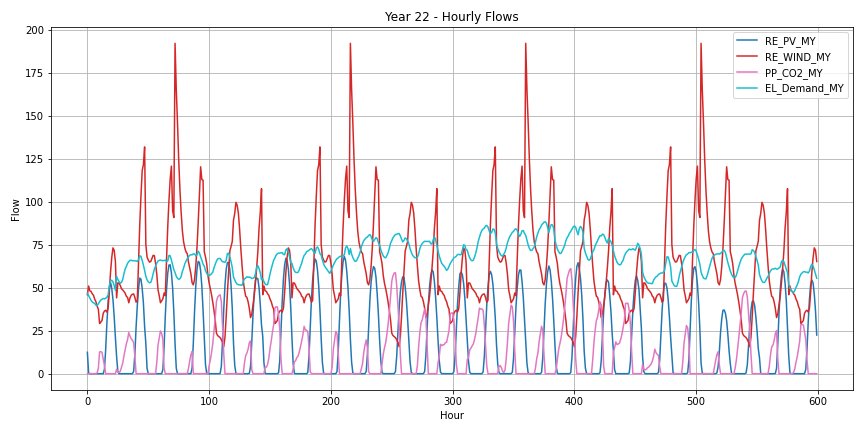 Year 22 - Hourly Flows
200
175
150
125
100
75
50
25
0
Flow
0 100 200 300 400 500 600
Hour
RE_PV_MY
RE_WIND_MY
PP_CO2_MY
EL_Demand_MY